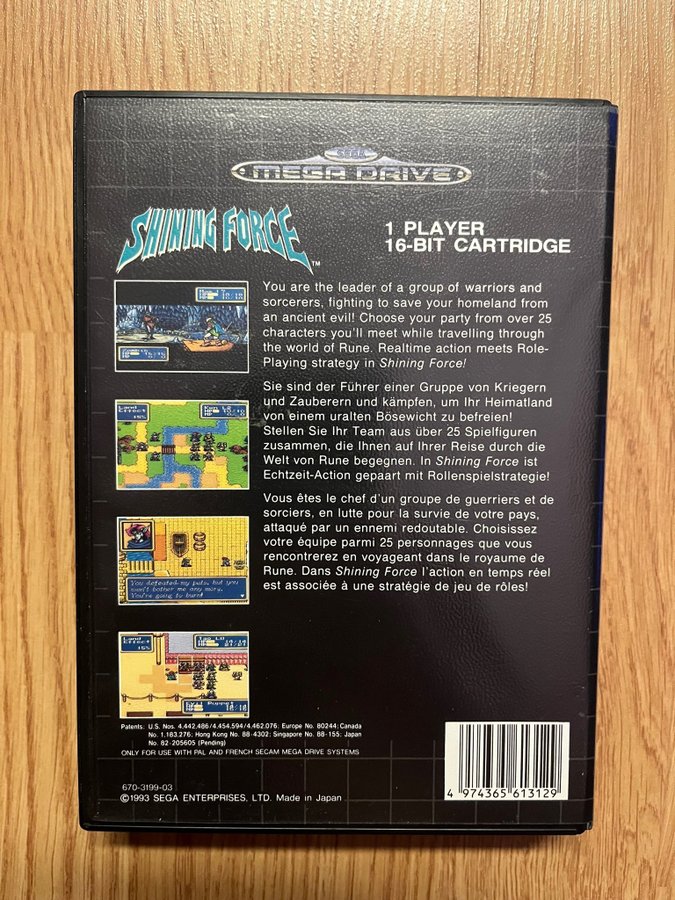 SEGA
MEGA DRIVE
SHINING FORCE™
1 PLAYER
16-BIT CARTRIDGE
You are the leader of a group of warriors and
sorcerers, fighting to save your homeland from
an ancient evil! Choose your party from over 25
characters you'll meet while travelling through
the world of Rune. Realtime action meets Role-
Playing strategy in Shining Force!
Sie sind der Führer einer Gruppe von Kriegern
und Zauberern und kämpfen, um Ihr Heimatland
von einem uralten Bösewicht zu befreien!
Stellen Sie Ihr Team aus über 25 Spielfiguren
zusammen, die Ihnen auf Ihrer Reise durch die
Welt von Rune begegnen. In Shining Force ist
Echtzeit-Action gepaart mit Rollenspielstrategie!
Vous êtes le chef d'un groupe de guerriers et de
sorciers, en lutte pour la survie de votre pays,
attaqué par un ennemi redoutable. Choisissez
votre équipe parmi 25 personnages que vous
rencontrerez en voyageant dans le royaume de
Rune. Dans Shining Force l'action en temps réel
est associée à une stratégie de jeu de rôles!
Land
Effect
15%
You defeated my pets, but you
won't bother me any more.
You're going to burn!
Land
Effect
15%
Patents: U.S. Nos. 4,442,486/4,454,594/4,462,076; Europe No. 80244; Canada
No. 1,183,276; Hong Kong No. 88-4302; Singapore No. 88-155; Japan
No. 82-205605 (Pending)
ONLY FOR USE WITH PAL AND FRENCH SECAM MEGA DRIVE SYSTEMS
670-3199-03
©1993 SEGA ENTERPRISES, LTD. Made in Japan
4 974365 613129